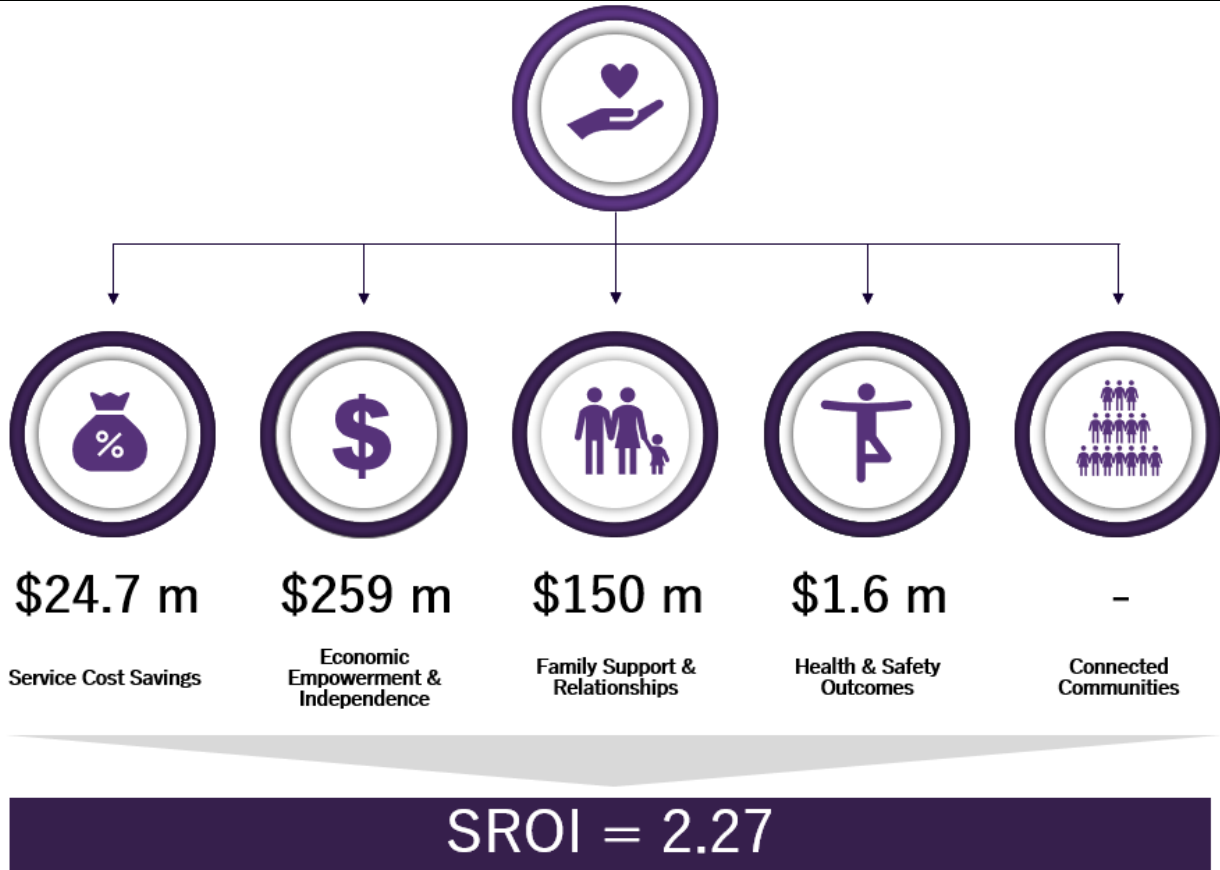 %
$
$24.7 m
Service Cost Savings
$259 m
Economic
Empowerment &
Independence
$150 m
Family Support &
Relationships
$1.6 m
Health & Safety
Outcomes
-
Connected
Communities
SROI = 2.27